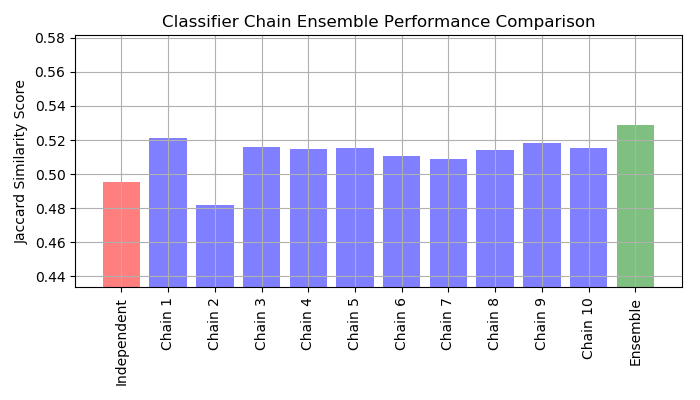 Classifier Chain Ensemble Performance Comparison
Jaccard Similarity Score
0.58
0.56
0.54
0.52
0.50
0.48
0.46
0.44
Independent
Chain 1
Chain 2
Chain 3
Chain 4
Chain 5
Chain 6
Chain 7
Chain 8
Chain 9
Chain 10
Ensemble